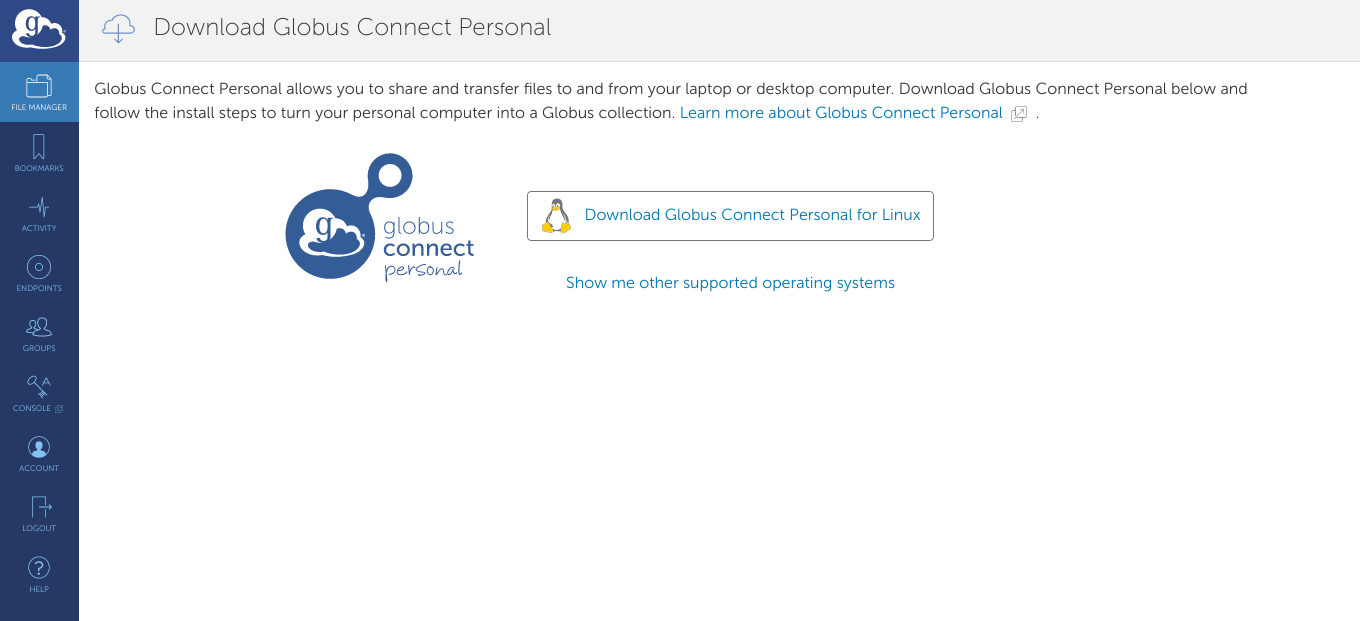 g
Download Globus Connect Personal
FILE MANAGER
BOOKMARKS
ACTIVITY
ENDPOINTS
GROUPS
A
CONSOLE
ACCOUNT
LOGOUT
?
HELP
Globus Connect Personal allows you to share and transfer files to and from your laptop or desktop computer. Download Globus Connect Personal below and
follow the install steps to turn your personal computer into a Globus collection. Learn more about Globus Connect Personal .
g
globus
connect
personal
Download Globus Connect Personal for Linux
Show me other supported operating systems